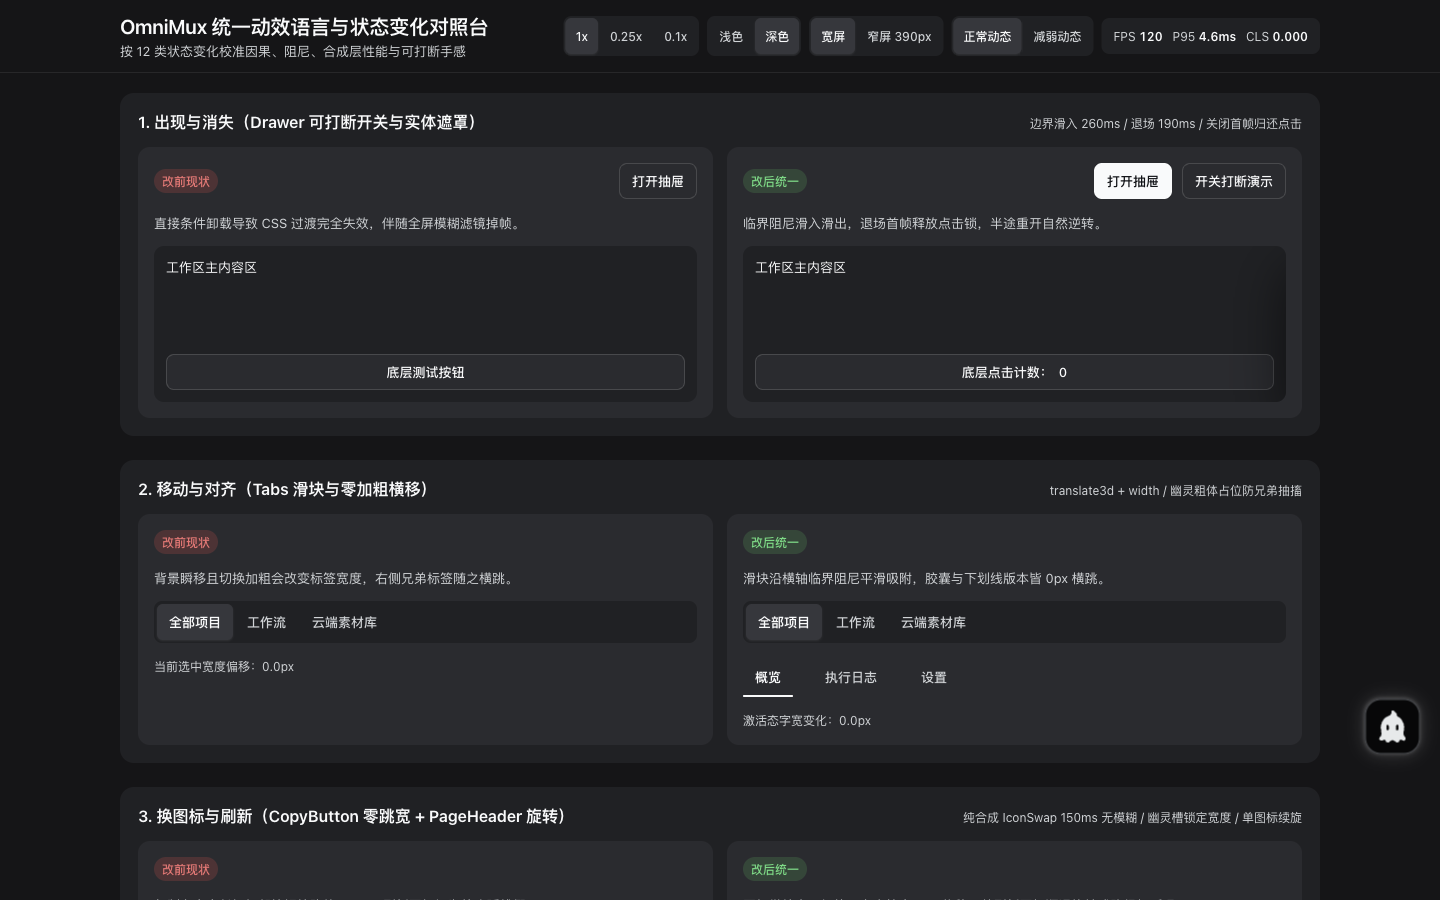 OmniMux 统一动效语言与状态变化对照台
按 12 类状态变化校准因果、阻尼、合成层性能与可打断手感
1x 0.25x 0.1x 浅色 深色 宽屏 窄屏 390px 正常动态 减弱动态 FPS 120 P95 4.6ms CLS 0.000
1. 出现与消失（Drawer 可打断开关与实体遮罩）
边界滑入 260ms / 退场 190ms / 关闭首帧归还点击
改前现状 打开抽屉
直接条件卸载导致 CSS 过渡完全失效，伴随全屏模糊滤镜掉帧。
工作区主内容区
底层测试按钮
改后统一 打开抽屉 开关打断演示
临界阻尼滑入滑出，退场首帧释放点击锁，半途重开自然逆转。
工作区主内容区
底层点击计数： 0
2. 移动与对齐（Tabs 滑块与零加粗横移）
translate3d + width / 幽灵粗体占位防兄弟抽搐
改前现状
背景瞬移且切换加粗会改变标签宽度，右侧兄弟标签随之横跳。
全部项目 工作流 云端素材库
当前选中宽度偏移：0.0px
改后统一
滑块沿横轴临界阻尼平滑吸附，胶囊与下划线版本皆 0px 横跳。
全部项目 工作流 云端素材库
概览 执行日志 设置
激活态字宽变化：0.0px
3. 换图标与刷新（CopyButton 零跳宽 + PageHeader 旋转）
纯合成 IconSwap 150ms 无模糊 / 幽灵槽锁定宽度 / 单图标续旋
改前现状
改后统一